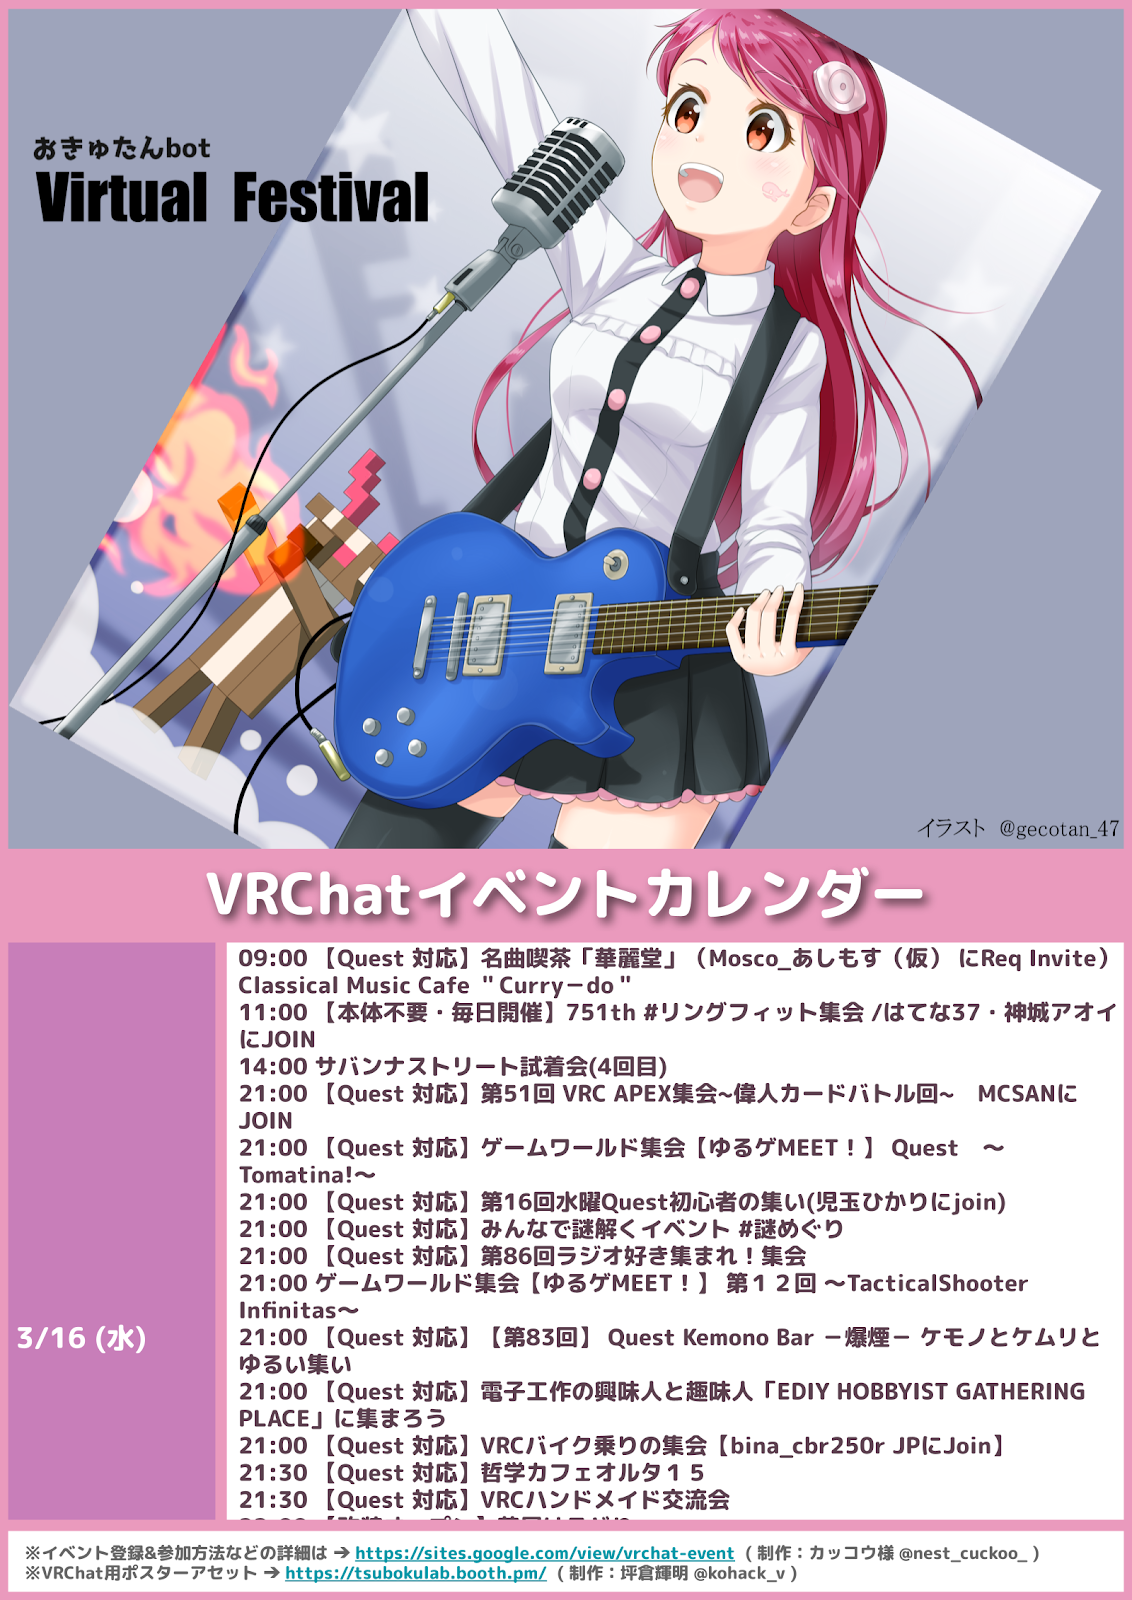 おきゅたんbot
Virtual Festival
イラスト @gecotan_47
VRChatイベントカレンダー
3/16 (水)
09:00 【Quest 対応】名曲喫茶「華麗堂」（Mosco_あしもす（仮） にReq Invite）
Classical Music Cafe ＂Curry－do＂
11:00 【本体不要・毎日開催】751th #リングフィット集会 /はてな37・神城アオイ
にJOIN
14:00 サバンナストリート試着会(4回目)
21:00 【Quest 対応】第51回 VRC APEX集会~偉人カードバトル回~　MCSANに
JOIN
21:00 【Quest 対応】ゲームワールド集会【ゆるゲMEET！】 Quest　～
Tomatina!～
21:00 【Quest 対応】第16回水曜Quest初心者の集い(児玉ひかりにjoin)
21:00 【Quest 対応】みんなで謎解くイベント #謎めぐり
21:00 【Quest 対応】第86回ラジオ好き集まれ！集会
21:00 ゲームワールド集会【ゆるゲMEET！】 第１２回 ～TacticalShooter
Infinitas～
21:00 【Quest 対応】【第83回】 Quest Kemono Bar －爆煙－ ケモノとケムリと
ゆるい集い
21:00 【Quest 対応】電子工作の興味人と趣味人「EDIY HOBBYIST GATHERING
PLACE」に集まろう
21:00 【Quest 対応】VRCバイク乗りの集会【bina_cbr250r JPにJoin】
21:30 【Quest 対応】哲学カフェオルタ１５
21:30 【Quest 対応】VRCハンドメイド交流会
※イベント登録&参加方法などの詳細は ➔ https://sites.google.com/view/vrchat-event （ 制作：カッコウ様 @nest_cuckoo_ ）
※VRChat用ポスターアセット ➔ https://tsubokulab.booth.pm/ （ 制作：坪倉輝明 @kohack_v ）